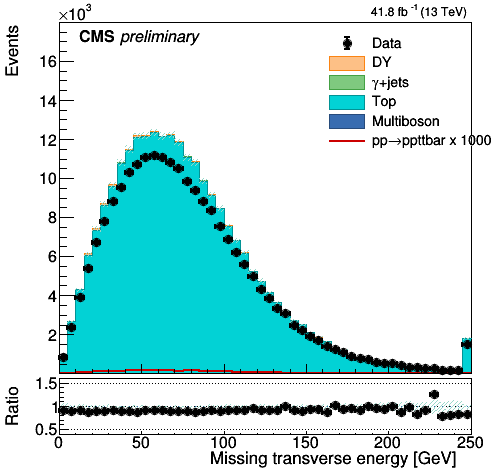 ×10³
41.8 fb⁻¹ (13 TeV)
CMS preliminary
Events
16
14
12
10
8
6
4
2
Data
DY
γ+jets
Top
Multiboson
pp→ppttbar x 1000
Ratio
1.5
1
0.5
0 50 100 150 200 250
Missing transverse energy [GeV]